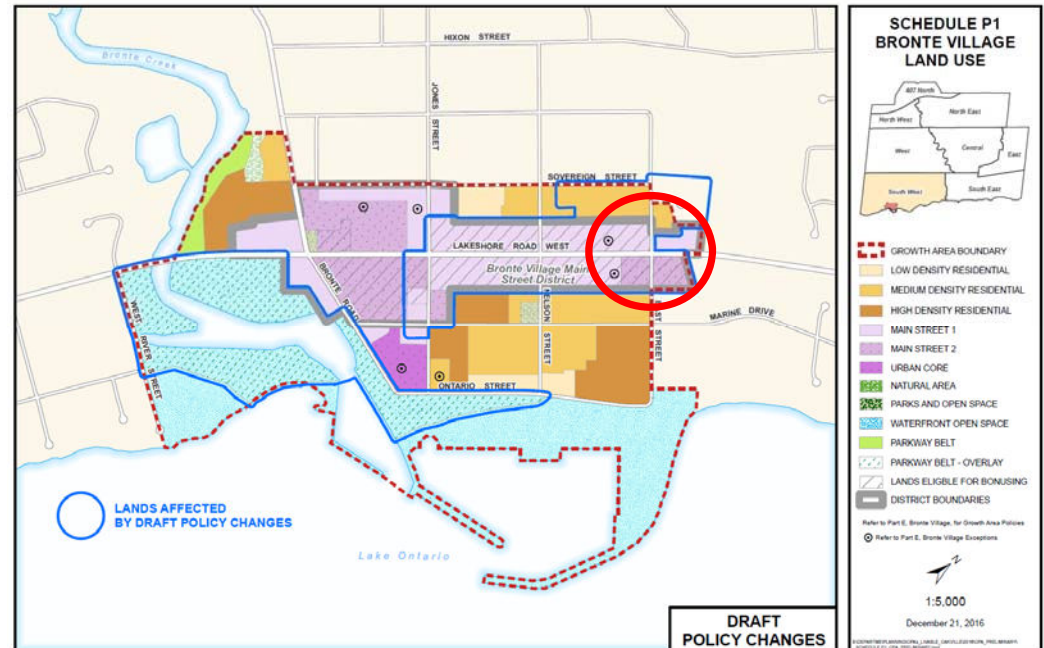 HIXON STREET
Bronte Creek
JONES STREET
SOVEREIGN STREET
LAKESHORE ROAD WEST
Bronte Village Main
Street District
BRONTE ROAD
NELSON STREET
EAST STREET
MARINE DRIVE
WEST RIVER STREET
ONTARIO STREET
LANDS AFFECTED
BY DRAFT POLICY CHANGES
Lake Ontario
DRAFT
POLICY CHANGES
SCHEDULE P1
BRONTE VILLAGE
LAND USE
407 North
North West
North East
West
Central
East
South West
South East
GROWTH AREA BOUNDARY
LOW DENSITY RESIDENTIAL
MEDIUM DENSITY RESIDENTIAL
HIGH DENSITY RESIDENTIAL
MAIN STREET 1
MAIN STREET 2
URBAN CORE
NATURAL AREA
PARKS AND OPEN SPACE
WATERFRONT OPEN SPACE
PARKWAY BELT
PARKWAY BELT - OVERLAY
LANDS ELIGBLE FOR BONUSING
DISTRICT BOUNDARIES
Refer to Part E, Bronte Village, for Growth Area Policies
Refer to Part E, Bronte Village Exceptions
1:5,000
December 21, 2016